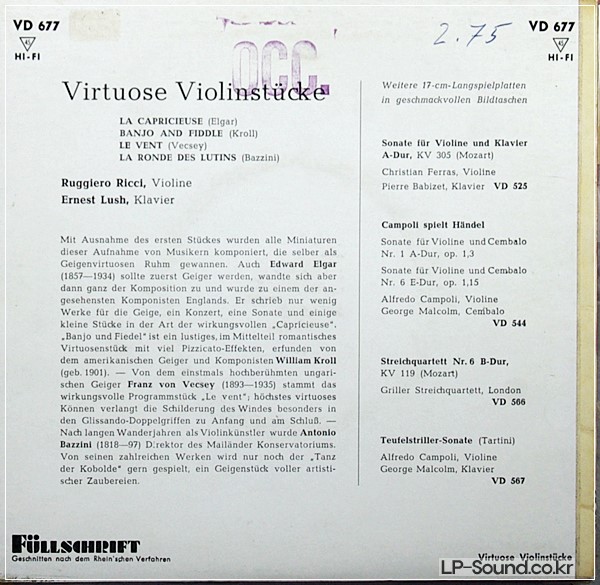 VD 677
45
HI-FI
2.75
VD 677
45
HI-FI
OCC.
Virtuose Violinstücke
LA CAPRICIEUSE (Elgar)
BANJO AND FIDDLE (Kroll)
LE VENT (Vecsey)
LA RONDE DES LUTINS (Bazzini)
Ruggiero Ricci, Violine
Ernest Lush, Klavier
Mit Ausnahme des ersten Stückes wurden alle Miniaturen
dieser Aufnahme von Musikern komponiert, die selber als
Geigenvirtuosen Ruhm gewannen. Auch Edward Elgar
(1857—1934) sollte zuerst Geiger werden, wandte sich aber
dann ganz der Komposition zu und wurde zu einem der an-
gesehensten Komponisten Englands. Er schrieb nur wenig
Werke für die Geige, ein Konzert, eine Sonate und einige
kleine Stücke in der Art der wirkungsvollen „Capricieuse".
„Banjo und Fiedel" ist ein lustiges, im Mittelteil romantisches
Virtuosenstück mit viel Pizzicato-Effekten, erfunden von
dem amerikanischen Geiger und Komponisten William Kroll
(geb. 1901). — Von dem einstmals hochberühmten ungari-
schen Geiger Franz von Vecsey (1893—1935) stammt das
wirkungsvolle Programmstück „Le vent"; höchstes virtuoses
Können verlangt die Schilderung des Windes besonders in
den Glissando-Doppelgriffen zu Anfang und am Schluß. —
Nach langen Wanderjahren als Violinkünstler wurde Antonio
Bazzini (1818—97) Direktor des Mailänder Konservatoriums.
Von seinen zahlreichen Werken wird nur noch der „Tanz
der Kobolde" gern gespielt, ein Geigenstück voller artisti-
scher Zaubereien.
Weitere 17-cm-Langspielplatten
in geschmackvollen Bildtaschen
Sonate für Violine und Klavier
A-Dur, KV 305 (Mozart)
Christian Ferras, Violine
Pierre Babizet, Klavier VD 525
Campoli spielt Händel
Sonate für Violine und Cembalo
Nr. 1 A-Dur, op. 1,3
Sonate für Violine und Cembalo
Nr. 6 E-Dur, op. 1,15
Alfredo Campoli, Violine
George Malcolm, Cembalo
VD 544
Streichquartett Nr. 6 B-Dur,
KV 119 (Mozart)
Griller Streichquartett, London
VD 566
Teufelstriller-Sonate (Tartini)
Alfredo Campoli, Violine
George Malcolm, Klavier
VD 567
FÜLLSCHRIFT
Geschnitten nach dem Rhein'schen Verfahren
Virtuose Violinstücke
LP-Sound.co.kr